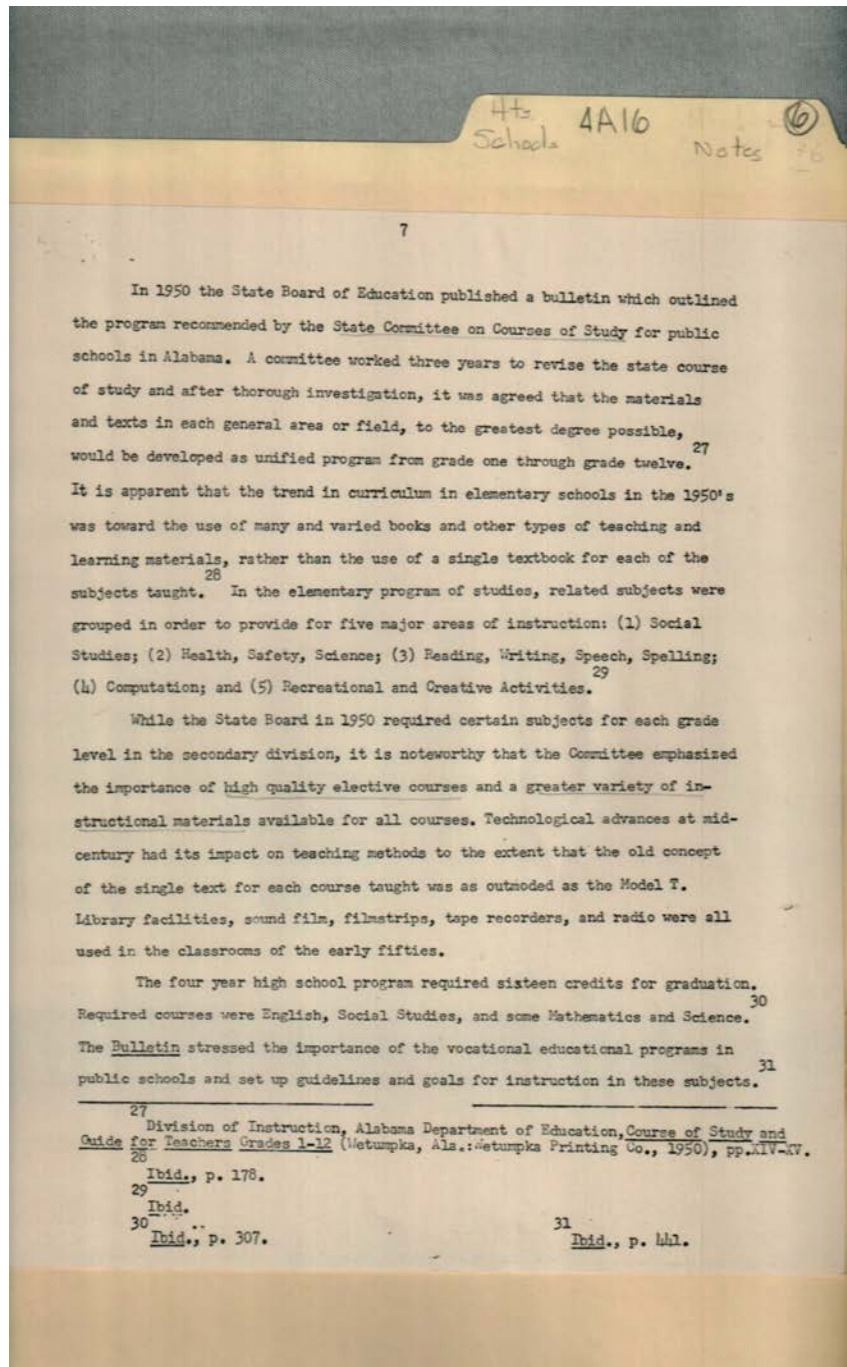 Hts 4A16 6
Schools Notes
7
In 1950 the State Board of Education published a bulletin which outlined
the program recommended by the State Committee on Courses of Study for public
schools in Alabama. A committee worked three years to revise the state course
of study and after thorough investigation, it was agreed that the materials
and texts in each general area or field, to the greatest degree possible,
would be developed as unified program from grade one through grade twelve. 27
It is apparent that the trend in curriculum in elementary schools in the 1950's
was toward the use of many and varied books and other types of teaching and
learning materials, rather than the use of a single textbook for each of the
subjects taught. 28 In the elementary program of studies, related subjects were
grouped in order to provide for five major areas of instruction: (1) Social
Studies; (2) Health, Safety, Science; (3) Reading, Writing, Speech, Spelling;
(4) Computation; and (5) Recreational and Creative Activities. 29
While the State Board in 1950 required certain subjects for each grade
level in the secondary division, it is noteworthy that the Committee emphasized
the importance of high quality elective courses and a greater variety of in-
structional materials available for all courses. Technological advances at mid-
century had its impact on teaching methods to the extent that the old concept
of the single text for each course taught was as outmoded as the Model T.
Library facilities, sound film, filmstrips, tape recorders, and radio were all
used in the classrooms of the early fifties.
The four year high school program required sixteen credits for graduation.
Required courses were English, Social Studies, and some Mathematics and Science. 30
The Bulletin stressed the importance of the vocational educational programs in
public schools and set up guidelines and goals for instruction in these subjects. 31
27
Division of Instruction, Alabama Department of Education, Course of Study and
Guide for Teachers Grades 1-12 (Wetumpka, Ala.:Wetumpka Printing Co., 1950), pp.XIV-XV.
28
Ibid., p. 178.
29
Ibid.
30 31
Ibid., p. 307. Ibid., p. 441.